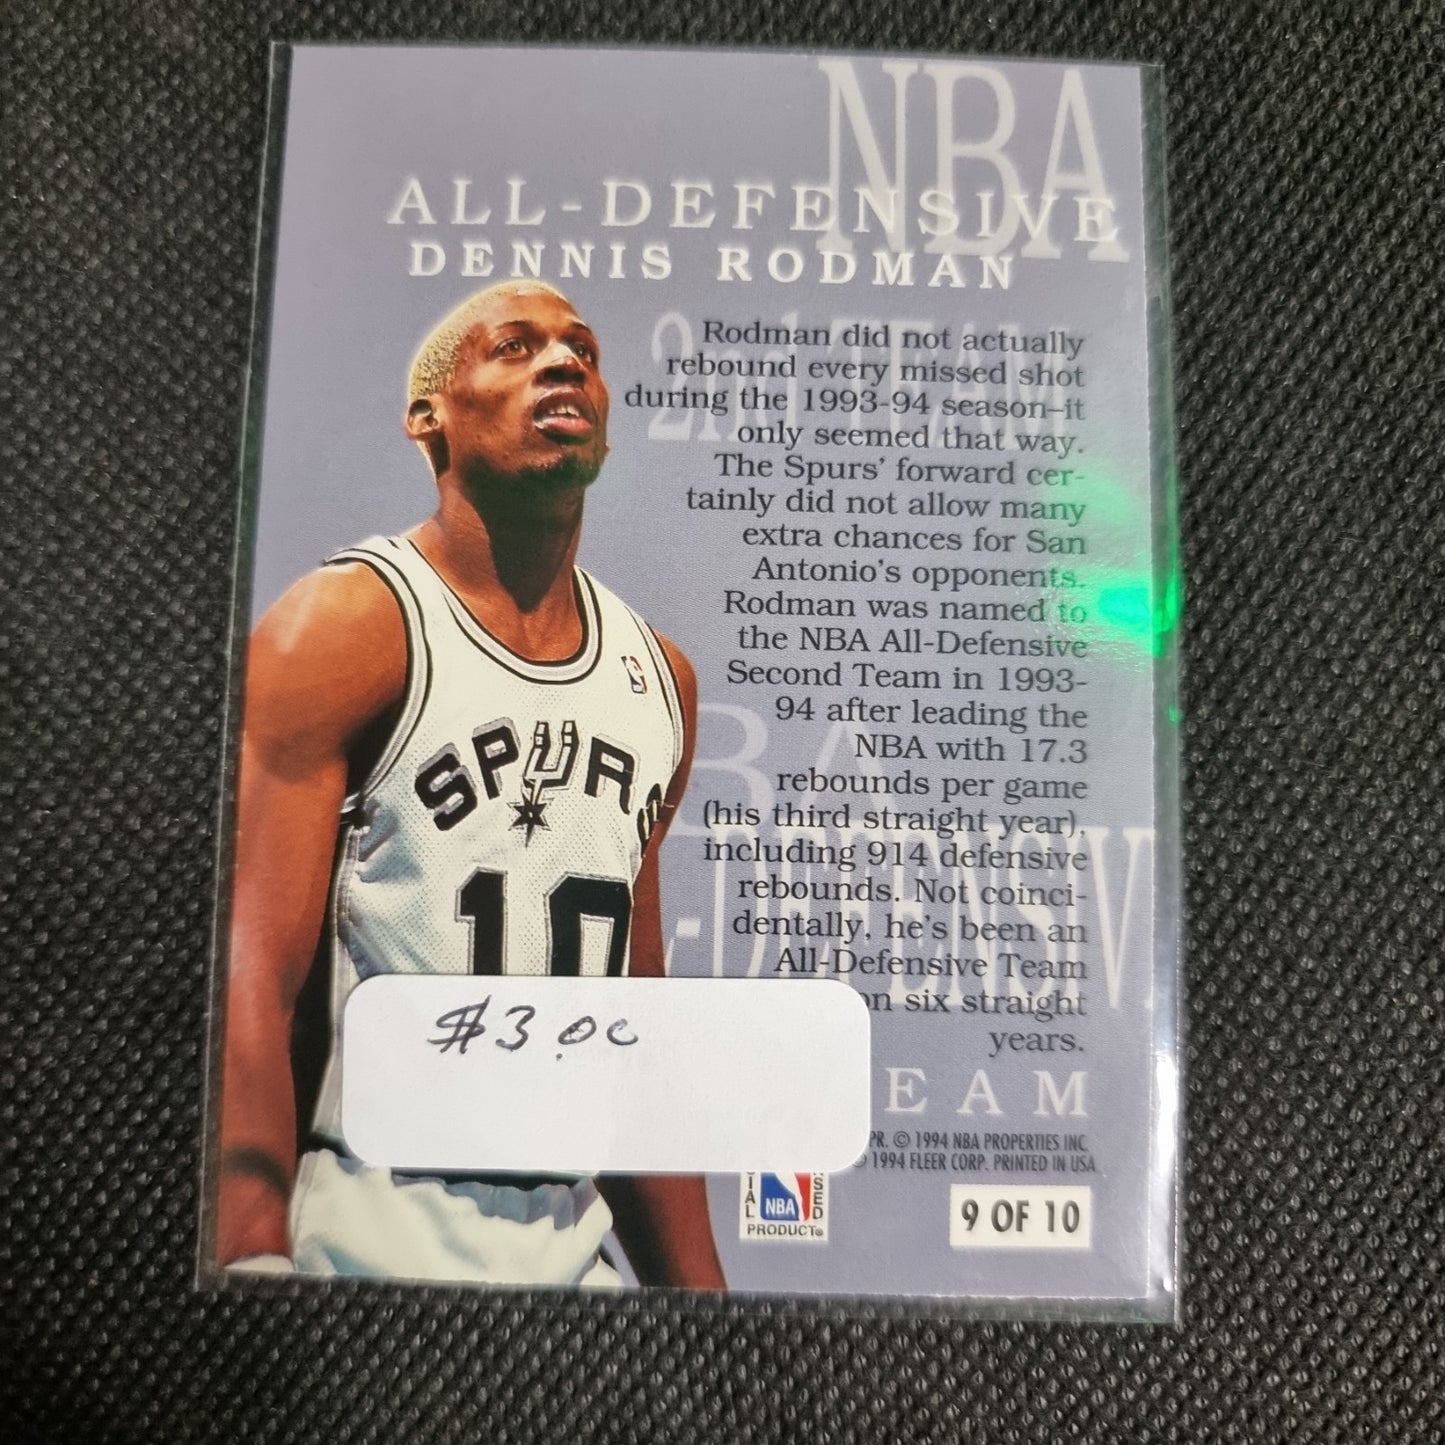 NBA
ALL-DEFENSIVE
DENNIS RODMAN
2nd TEAM
Rodman did not actually
rebound every missed shot
during the 1993-94 season–it
only seemed that way.
The Spurs' forward cer-
tainly did not allow many
extra chances for San
Antonio's opponents.
Rodman was named to
the NBA All-Defensive
Second Team in 1993-
94 after leading the
NBA with 17.3
rebounds per game
(his third straight year),
including 914 defensive
rebounds. Not coinci-
dentally, he's been an
All-Defensive Team
on six straight
years.
SPURS
10
$3.00
EAM
PR. © 1994 NBA PROPERTIES INC.
© 1994 FLEER CORP. PRINTED IN USA
NBA
PRODUCT®
9 OF 10